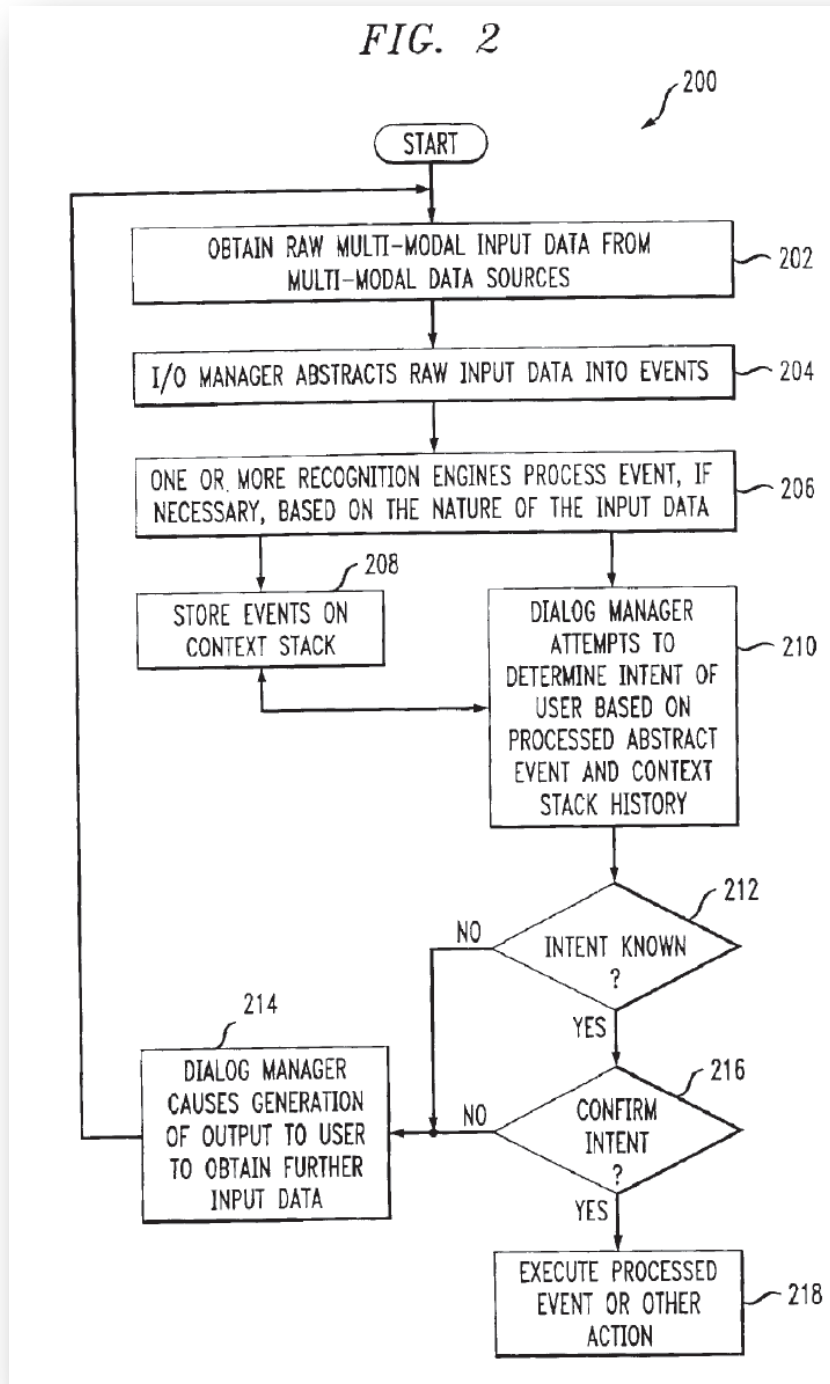 FIG. 2
200
START
OBTAIN RAW MULTI-MODAL INPUT DATA FROM
MULTI-MODAL DATA SOURCES
202
I/O MANAGER ABSTRACTS RAW INPUT DATA INTO EVENTS
204
ONE OR MORE RECOGNITION ENGINES PROCESS EVENT, IF
NECESSARY, BASED ON THE NATURE OF THE INPUT DATA
206
208
STORE EVENTS ON
CONTEXT STACK
DIALOG MANAGER
ATTEMPTS TO
DETERMINE INTENT OF
USER BASED ON
PROCESSED ABSTRACT
EVENT AND CONTEXT
STACK HISTORY
210
212
NO
INTENT KNOWN
?
YES
214
DIALOG MANAGER
CAUSES GENERATION
OF OUTPUT TO USER
TO OBTAIN FURTHER
INPUT DATA
216
NO
CONFIRM
INTENT
?
YES
EXECUTE PROCESSED
EVENT OR OTHER
ACTION
218